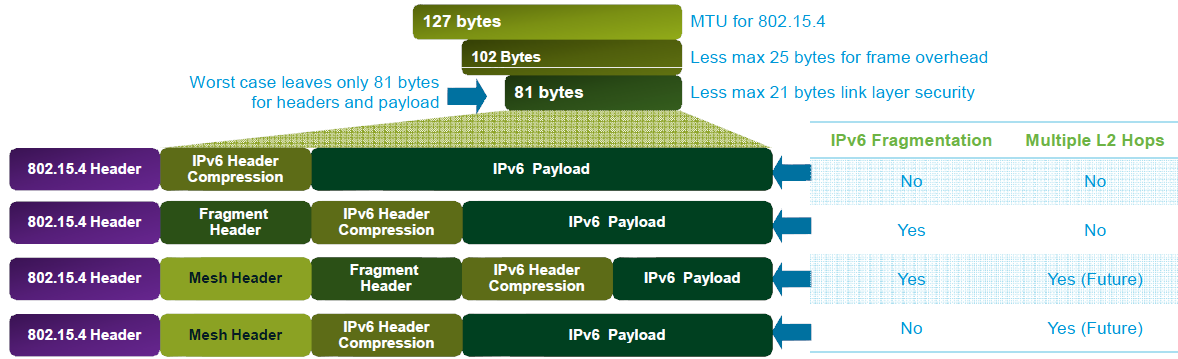 127 bytes
MTU for 802.15.4
102 Bytes
Less max 25 bytes for frame overhead
Worst case leaves only 81 bytes
for headers and payload
81 bytes
Less max 21 bytes link layer security
IPv6 Fragmentation
Multiple L2 Hops
802.15.4 Header
IPv6 Header
Compression
IPv6 Payload
No
No
802.15.4 Header
Fragment
Header
IPv6 Header
Compression
IPv6 Payload
Yes
No
802.15.4 Header
Mesh Header
Fragment
Header
IPv6 Header
Compression
IPv6 Payload
Yes
Yes (Future)
802.15.4 Header
Mesh Header
IPv6 Header
Compression
IPv6 Payload
No
Yes (Future)